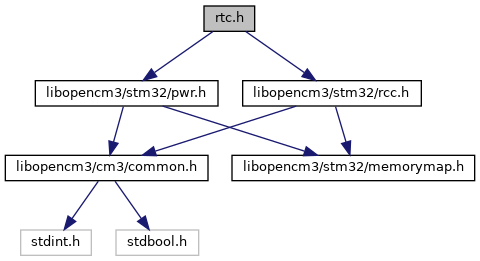 rtc.h
libopencm3/stm32/pwr.h
libopencm3/stm32/rcc.h
libopencm3/cm3/common.h
libopencm3/stm32/memorymap.h
stdint.h
stdbool.h